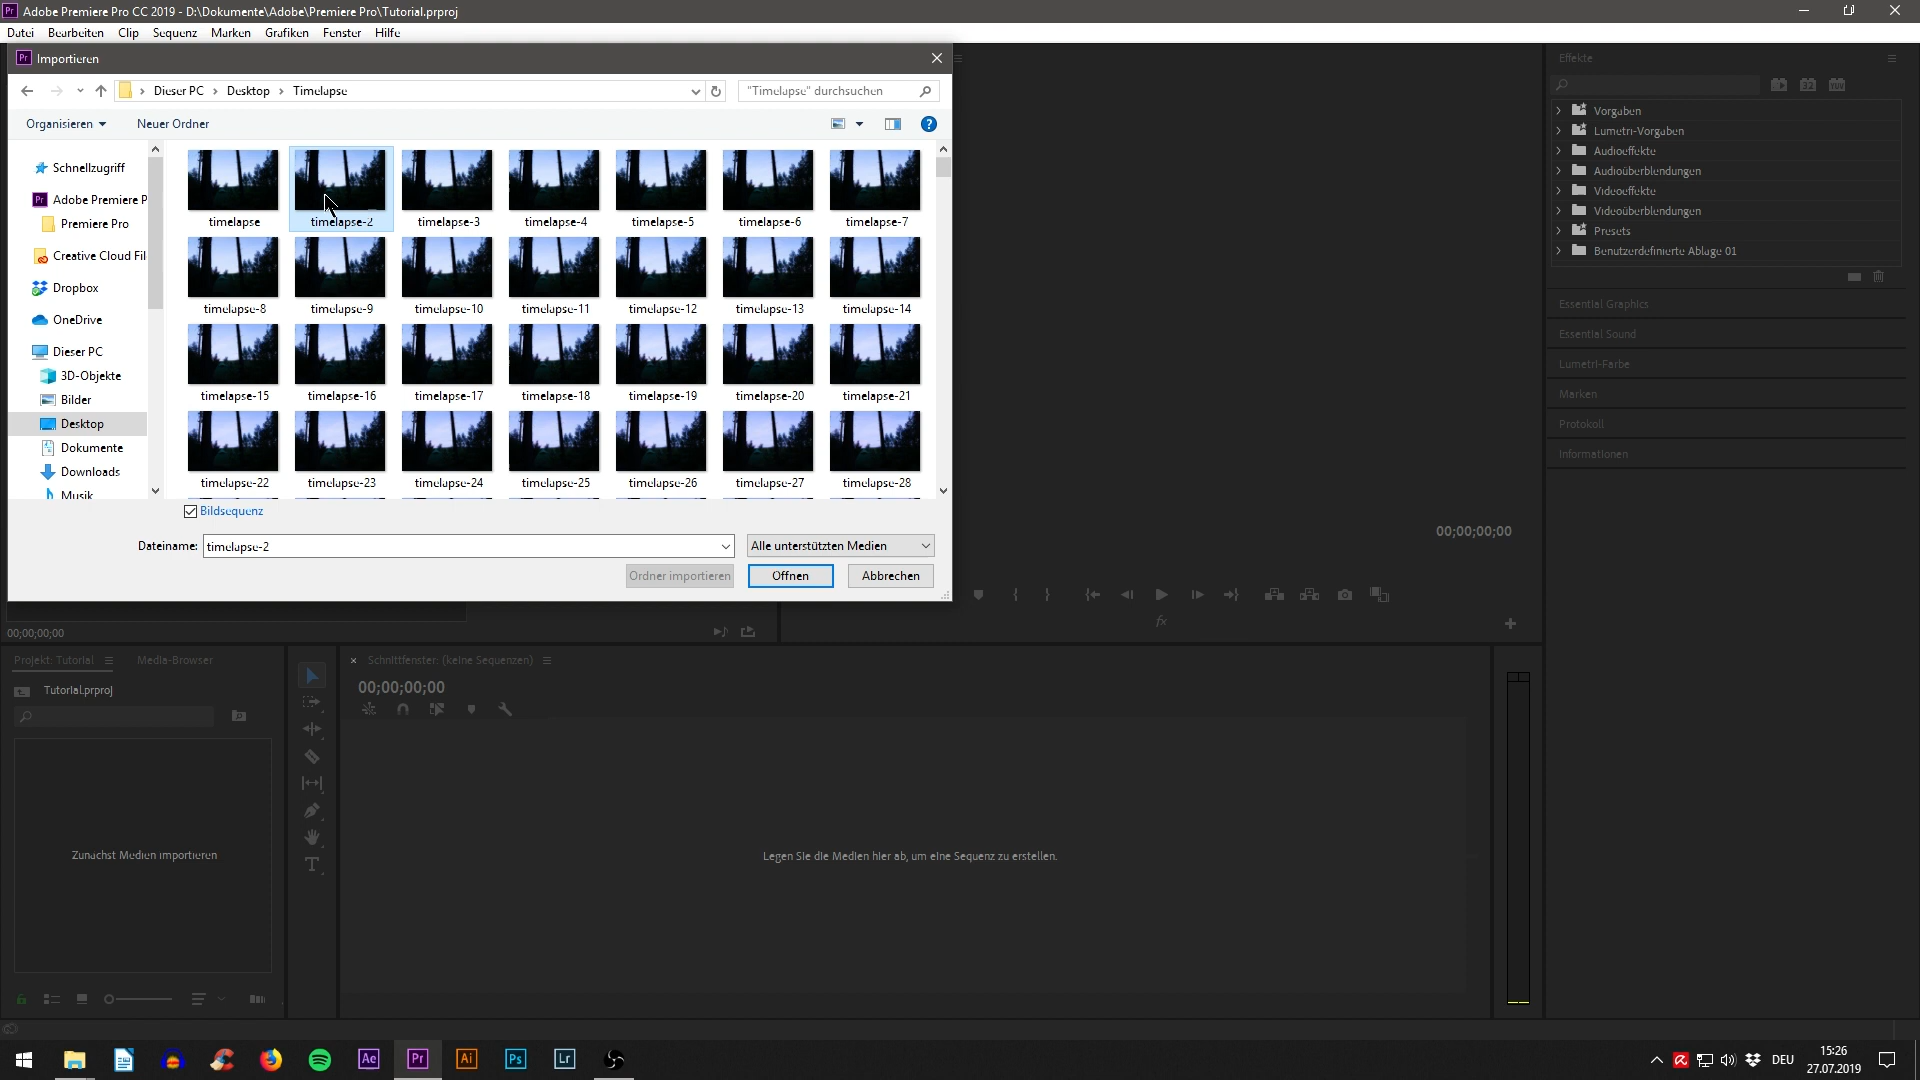 Adobe Premiere Pro CC 2019 - D:\Dokumente\Adobe\Premiere Pro\Tutorial.prproj
Datei Bearbeiten Clip Sequenz Marken Grafiken Fenster Hilfe
Importieren
Dieser PC Desktop Timelapse
"Timelapse" durchsuchen
Organisieren Neuer Ordner
Schnellzugriff
Adobe Premiere P
Premiere Pro
Creative Cloud Fil
Dropbox
OneDrive
Dieser PC
3D-Objekte
Bilder
Desktop
Dokumente
Downloads
Musik
timelapse timelapse-2 timelapse-3 timelapse-4 timelapse-5 timelapse-6 timelapse-7
timelapse-8 timelapse-9 timelapse-10 timelapse-11 timelapse-12 timelapse-13 timelapse-14
timelapse-15 timelapse-16 timelapse-17 timelapse-18 timelapse-19 timelapse-20 timelapse-21
timelapse-22 timelapse-23 timelapse-24 timelapse-25 timelapse-26 timelapse-27 timelapse-28
Bildsequenz
Dateiname: timelapse-2 Alle unterstützten Medien
Ordner importieren Öffnen Abbrechen
Effekte
Vorgaben
Lumetri-Vorgaben
Audioeffekte
Audioüberblendungen
Videoeffekte
Videoüberblendungen
Presets
Benutzerdefinierte Ablage 01
Essential Graphics
Essential Sound
Lumetri-Farbe
Marken
Protokoll
Informationen
00;00;00;00
fx
00;00;00;00
Projekt: Tutorial Media-Browser
Tutorial.prproj
Zunächst Medien importieren
Schnittfenster: (keine Sequenzen)
00;00;00;00
Legen Sie die Medien hier ab, um eine Sequenz zu erstellen.
Ae Pr Ai Ps Lr
DEU
15:26
27.07.2019